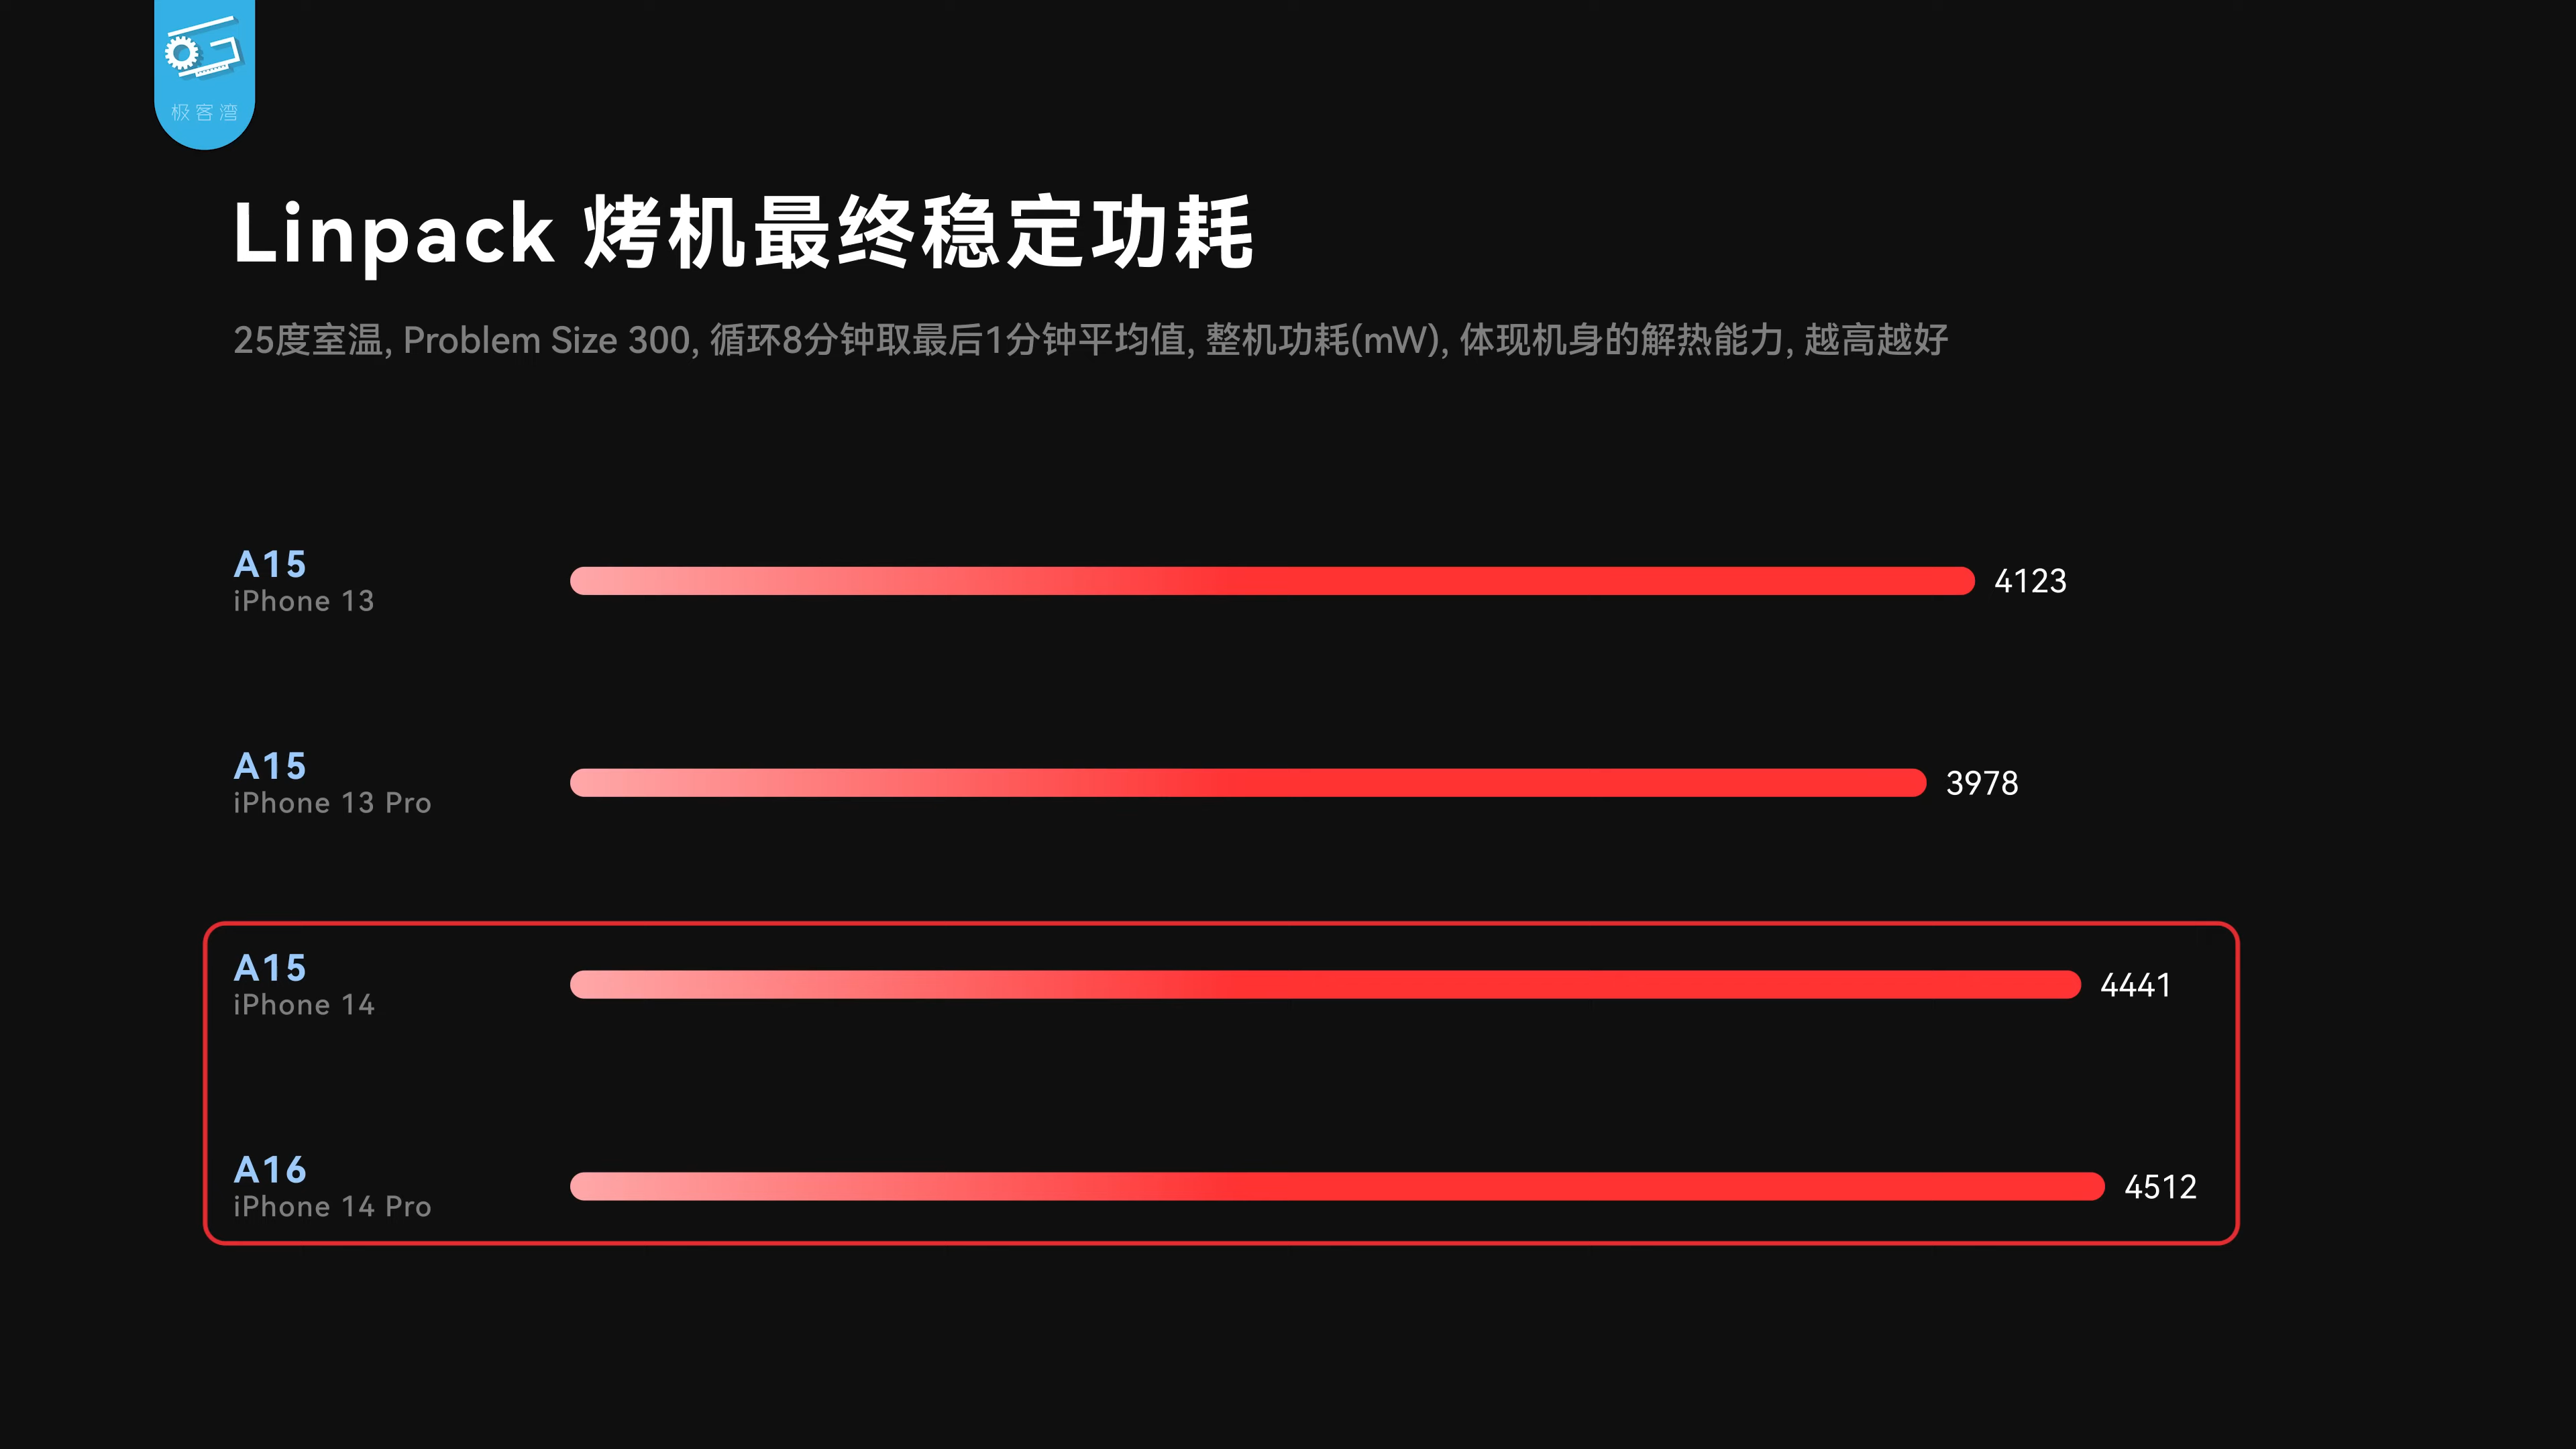 极客湾
Linpack 烤机最终稳定功耗
25度室温, Problem Size 300, 循环8分钟取最后1分钟平均值, 整机功耗(mW), 体现机身的解热能力, 越高越好
A15
iPhone 13
4123
A15
iPhone 13 Pro
3978
A15
iPhone 14
4441
A16
iPhone 14 Pro
4512